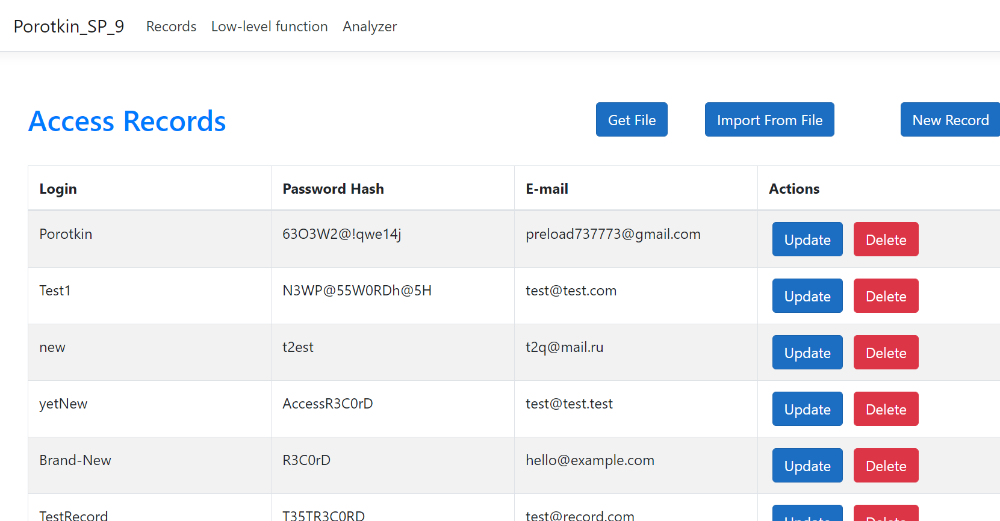 Porotkin_SP_9 Records Low-level function Analyzer
Access Records Get File Import From File New Record
Login Password Hash E-mail Actions
Porotkin 63O3W2@!qwe14j preload737773@gmail.com Update Delete
Test1 N3WP@55W0RDh@5H test@test.com Update Delete
new t2est t2q@mail.ru Update Delete
yetNew AccessR3C0rD test@test.test Update Delete
Brand-New R3C0rD hello@example.com Update Delete
TestRecord T35TR3C0RD test@record.com Update Delete